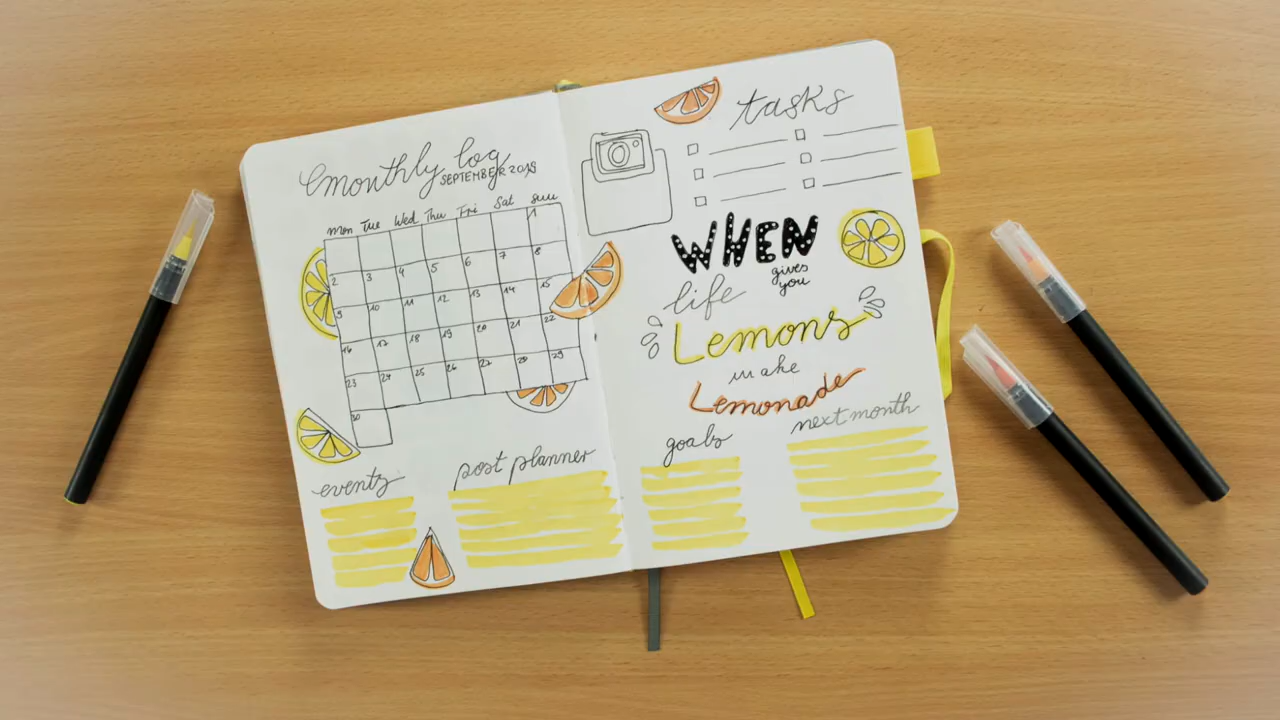 monthly log
SEPTEMBER 2018
mon Tue Wed Thu Fri Sat sun
1
2 3 4 5 6 7 8
9 10 11 12 13 14 15
16 17 18 19 20 21 22
23 24 25 26 27 28 29
30
events
post planner
tasks
WHEN
gives
you
life
Lemons
make
Lemonade
goals
next month